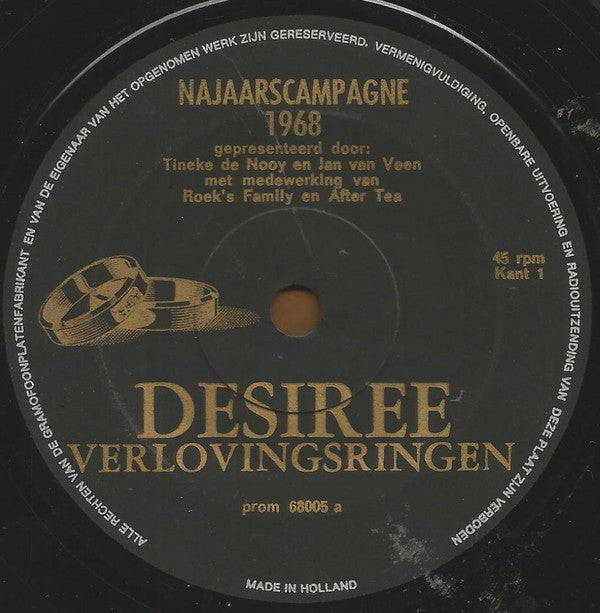 ALLE RECHTEN VAN DE GRAMOFOONPLATENFABRIKANT EN VAN DE EIGENAAR VAN HET OPGENOMEN WERK ZIJN GERESERVEERD. VERMENIGVULDIGING, OPENBARE UITVOERING EN RADIOUITZENDING VAN DEZE PLAAT ZIJN VERBODEN
NAJAARSCAMPAGNE
1968
gepresenteerd door:
Tineke de Nooy en Jan van Veen
met medewerking van
Roek's Family en After Tea
45 rpm
Kant 1
DESIREE
VERLOVINGSRINGEN
prom 68005 a
MADE IN HOLLAND